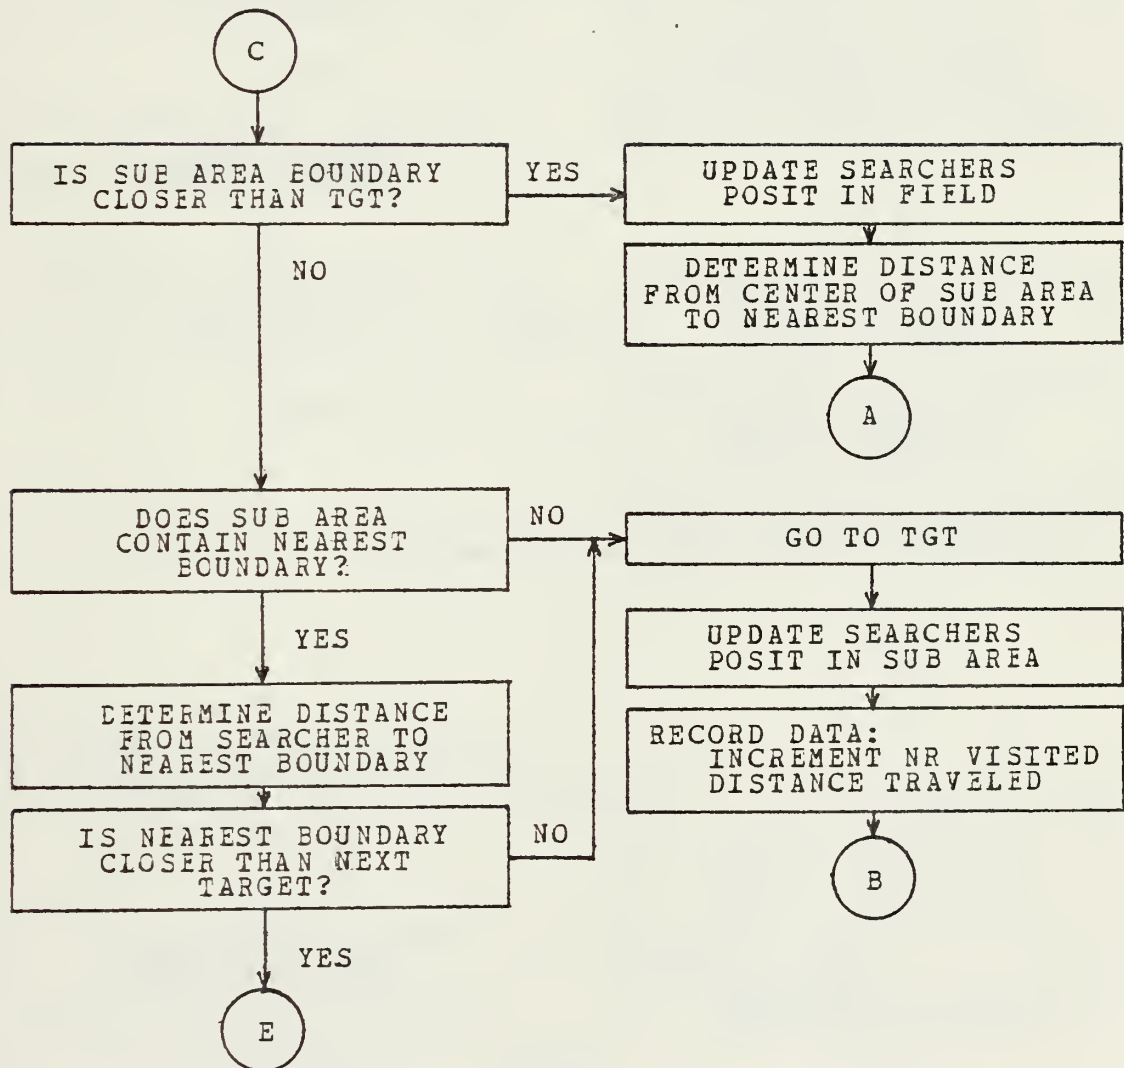 C
IS SUB AREA BOUNDARY
CLOSER THAN TGT?
YES
UPDATE SEARCHERS
POSIT IN FIELD
NO
DETERMINE DISTANCE
FROM CENTER OF SUB AREA
TO NEAREST BOUNDARY
A
DOES SUB AREA
CONTAIN NEAREST
BOUNDARY?
NO
GO TO TGT
YES
UPDATE SEARCHERS
POSIT IN SUB AREA
DETERMINE DISTANCE
FROM SEARCHER TO
NEAREST BOUNDARY
RECORD DATA:
INCREMENT NR VISITED
DISTANCE TRAVELED
IS NEAREST BOUNDARY
CLOSER THAN NEXT
TARGET?
NO
B
YES
E